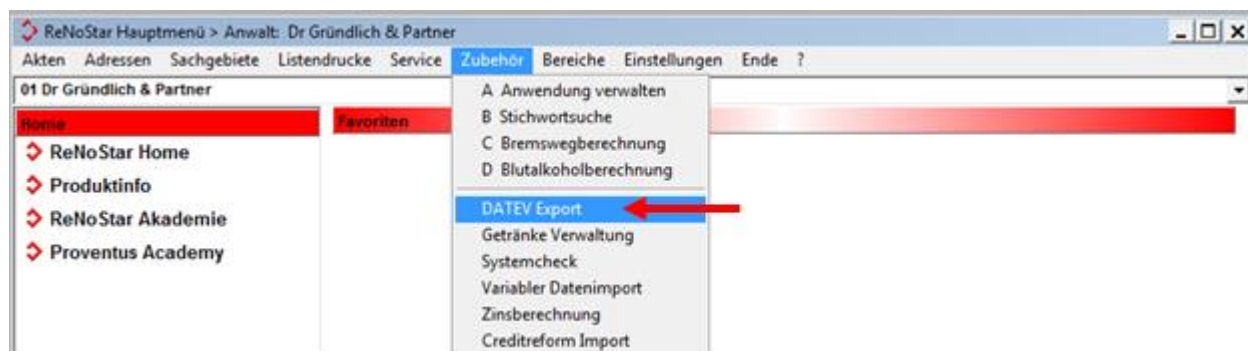 ReNoStar Hauptmenü > Anwalt: Dr Gründlich & Partner
Akten Adressen Sachgebiete Listendrucke Service Zubehör Bereiche Einstellungen Ende ?
01 Dr Gründlich & Partner
Home
Favoriten
ReNoStar Home
Produktinfo
ReNoStar Akademie
Proventus Academy
A Anwendung verwalten
B Stichwortsuche
C Bremswegberechnung
D Blutalkoholberechnung
DATEV Export
Getränke Verwaltung
Systemcheck
Variabler Datenimport
Zinsberechnung
Creditreform Import